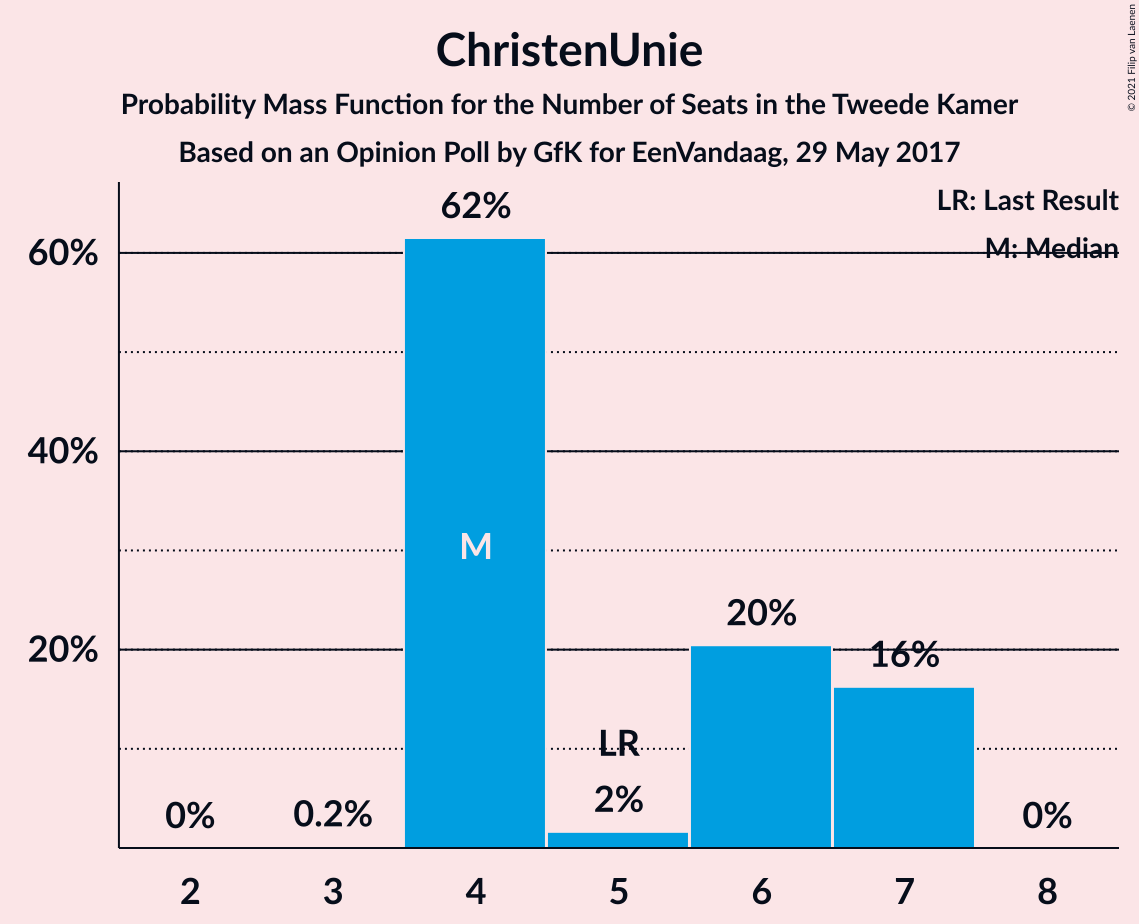 ChristenUnie
Probability Mass Function for the Number of Seats in the Tweede Kamer
Based on an Opinion Poll by GfK for EenVandaag, 29 May 2017
© 2021 Filip van Laenen
LR: Last Result
M: Median
62%
60%
40%
M
20%
20%
16%
LR
2%
0%
0.2%
0%
2 3 4 5 6 7 8